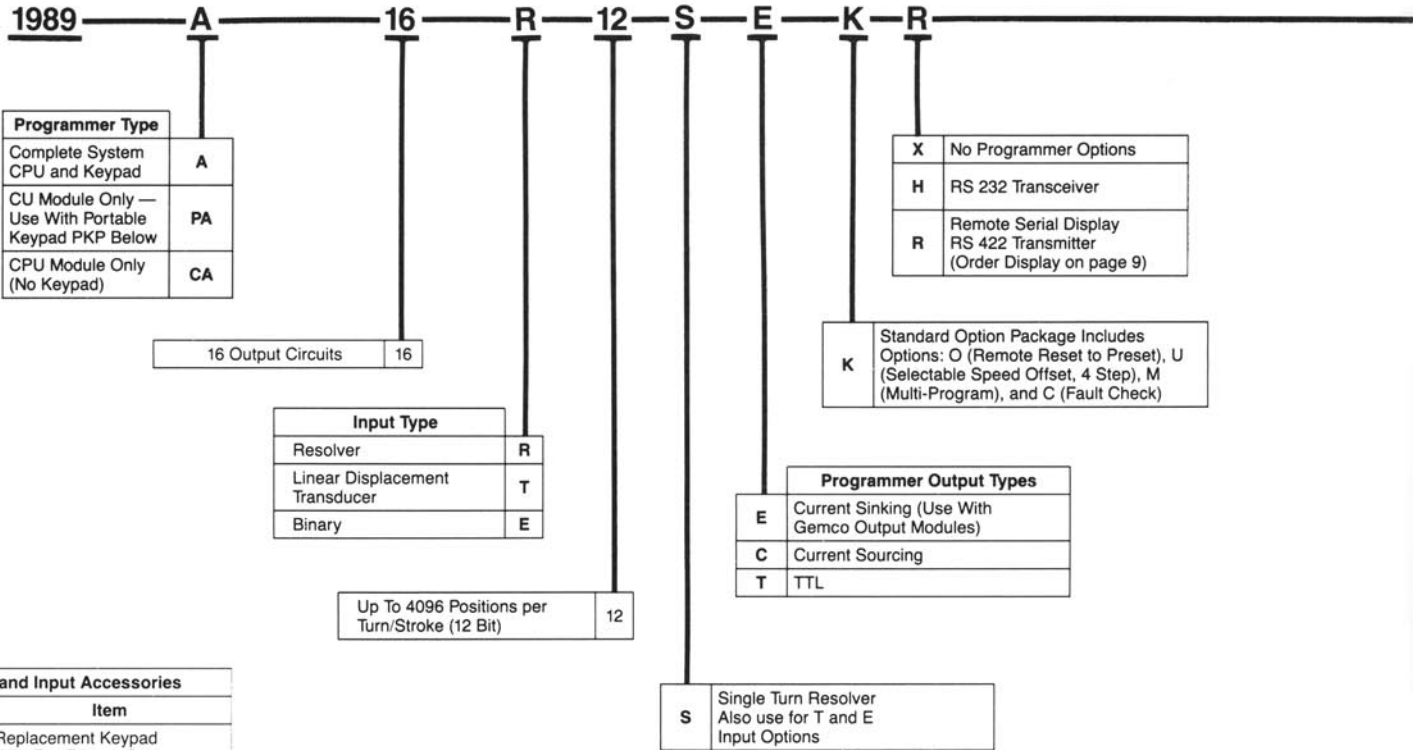 1989 A 16 R 12 S E K R
Programmer Type
Complete System
CPU and Keypad
A
CU Module Only —
Use With Portable
Keypad PKP Below
PA
CPU Module Only
(No Keypad)
CA
X No Programmer Options
H RS 232 Transceiver
R
Remote Serial Display
RS 422 Transmitter
(Order Display on page 9)
16 Output Circuits 16
K
Standard Option Package Includes
Options: O (Remote Reset to Preset), U
(Selectable Speed Offset, 4 Step), M
(Multi-Program), and C (Fault Check)
Input Type
Resolver R
Linear Displacement
Transducer
T
Binary E
Programmer Output Types
E
Current Sinking (Use With
Gemco Output Modules)
C Current Sourcing
T TTL
Up To 4096 Positions per
Turn/Stroke (12 Bit)
12
and Input Accessories
Item
Replacement Keypad
S
Single Turn Resolver
Also use for T and E
Input Options